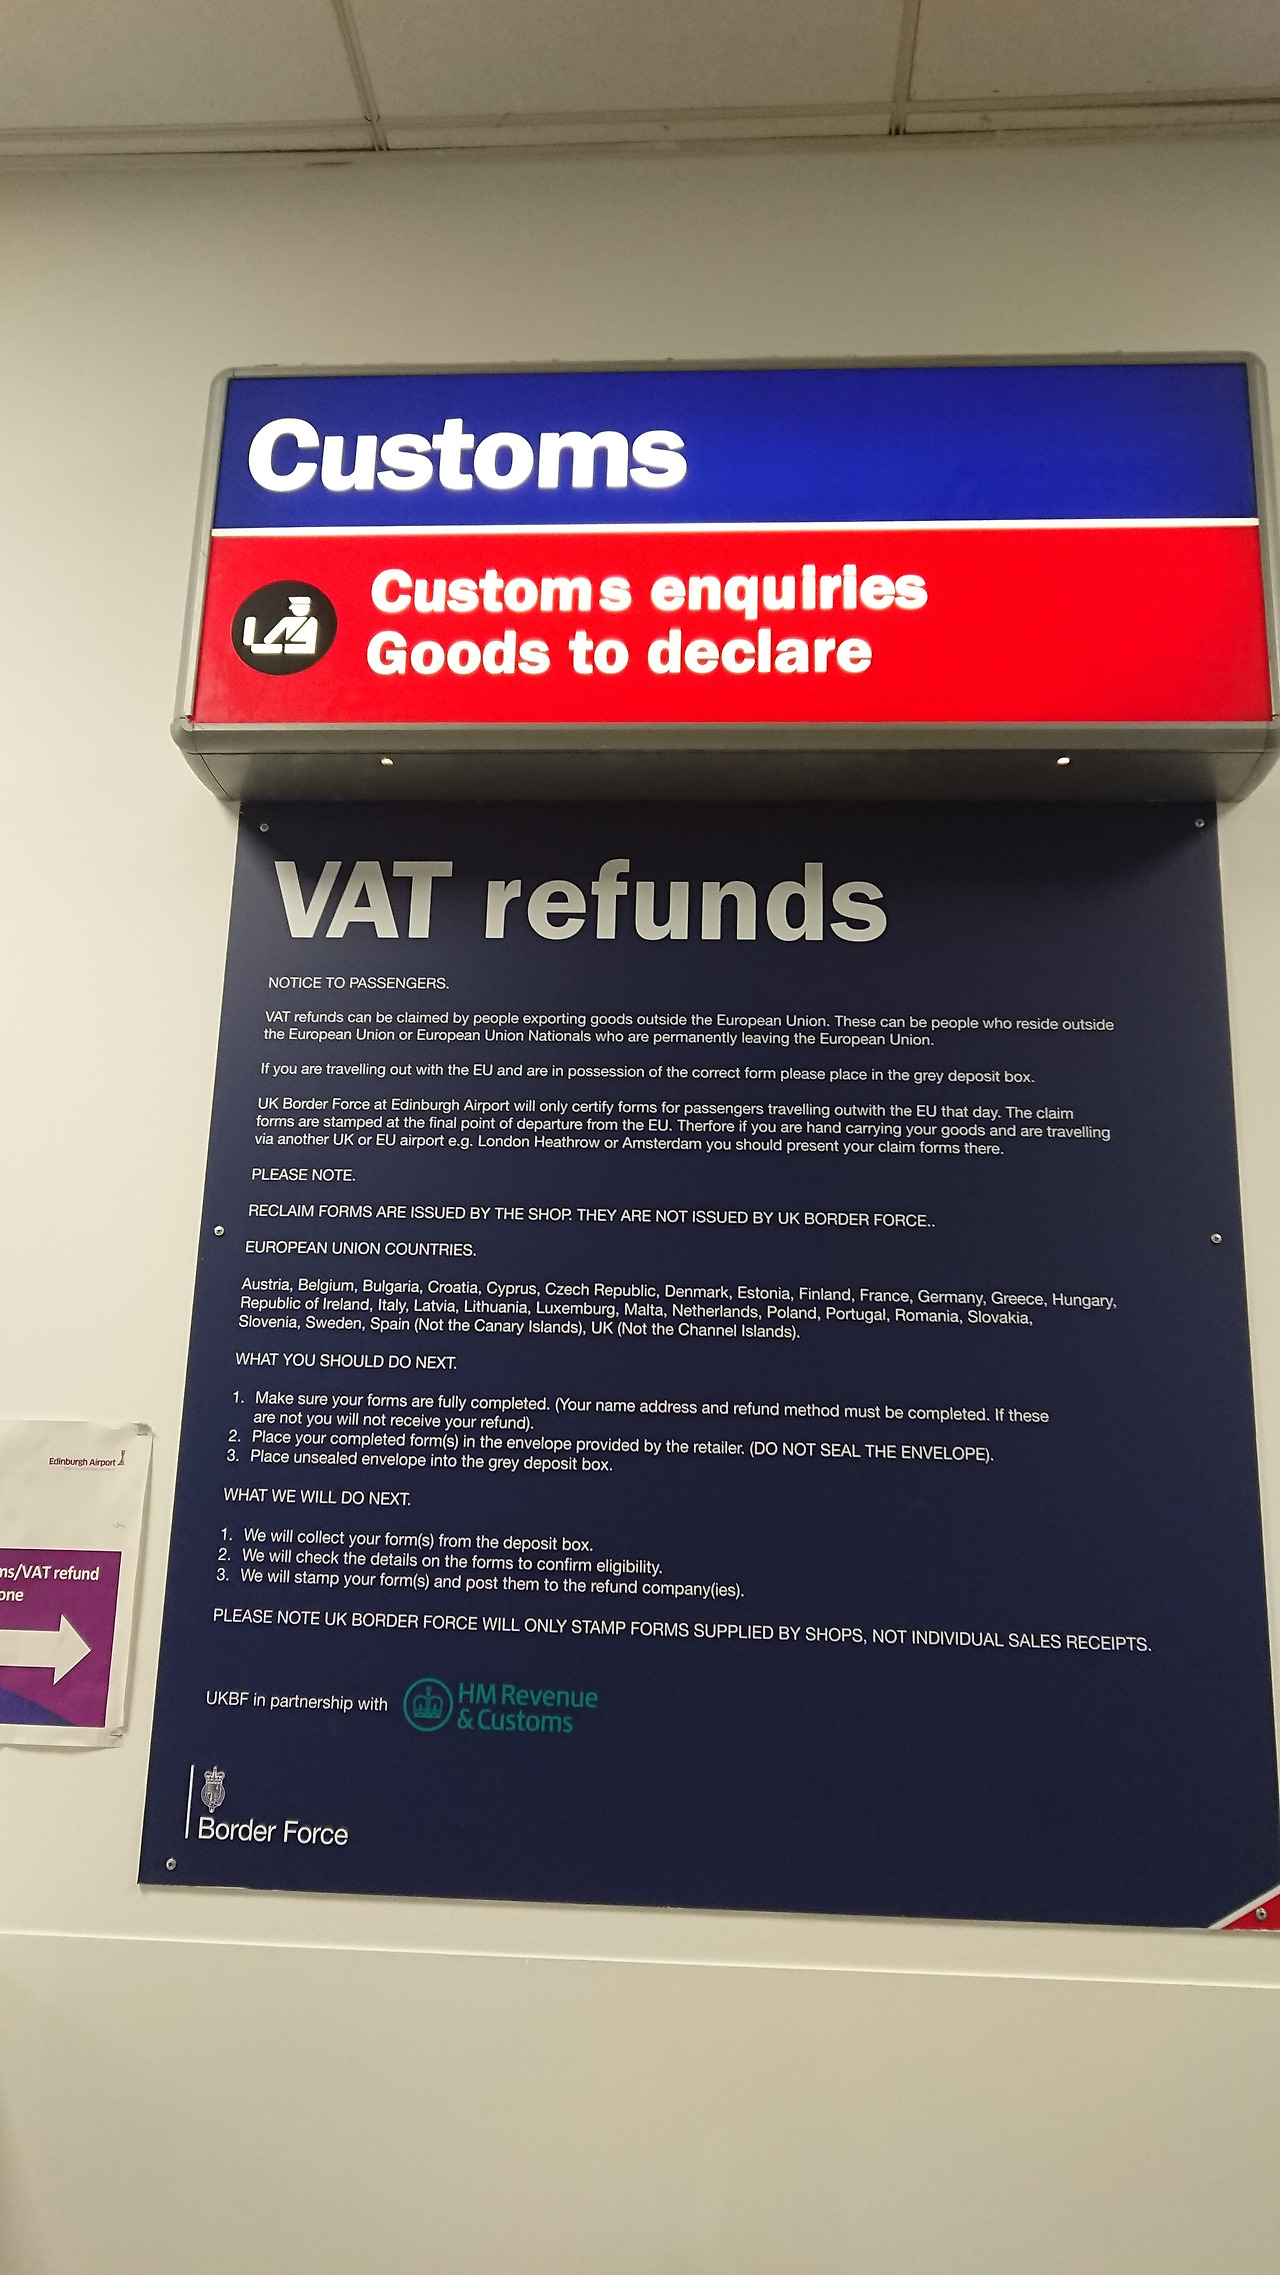 Customs
Customs enquiries
Goods to declare
VAT refunds
NOTICE TO PASSENGERS.
VAT refunds can be claimed by people exporting goods outside the European Union. These can be people who reside outside
the European Union or European Union Nationals who are permanently leaving the European Union.
If you are travelling out with the EU and are in possession of the correct form please place in the grey deposit box.
UK Border Force at Edinburgh Airport will only certify forms for passengers travelling outwith the EU that day. The claim
forms are stamped at the final point of departure from the EU. Therfore if you are hand carrying your goods and are travelling
via another UK or EU airport e.g. London Heathrow or Amsterdam you should present your claim forms there.
PLEASE NOTE.
RECLAIM FORMS ARE ISSUED BY THE SHOP. THEY ARE NOT ISSUED BY UK BORDER FORCE..
EUROPEAN UNION COUNTRIES.
Austria, Belgium, Bulgaria, Croatia, Cyprus, Czech Republic, Denmark, Estonia, Finland, France, Germany, Greece, Hungary,
Republic of Ireland, Italy, Latvia, Lithuania, Luxemburg, Malta, Netherlands, Poland, Portugal, Romania, Slovakia,
Slovenia, Sweden, Spain (Not the Canary Islands), UK (Not the Channel Islands).
WHAT YOU SHOULD DO NEXT.
1. Make sure your forms are fully completed. (Your name address and refund method must be completed. If these
are not you will not receive your refund).
2. Place your completed form(s) in the envelope provided by the retailer. (DO NOT SEAL THE ENVELOPE).
3. Place unsealed envelope into the grey deposit box.
WHAT WE WILL DO NEXT.
1. We will collect your form(s) from the deposit box.
2. We will check the details on the forms to confirm eligibility.
3. We will stamp your form(s) and post them to the refund company(ies).
PLEASE NOTE UK BORDER FORCE WILL ONLY STAMP FORMS SUPPLIED BY SHOPS, NOT INDIVIDUAL SALES RECEIPTS.
UKBF in partnership with
HM Revenue
& Customs
Border Force
Edinburgh Airport
ms/VAT refund
one